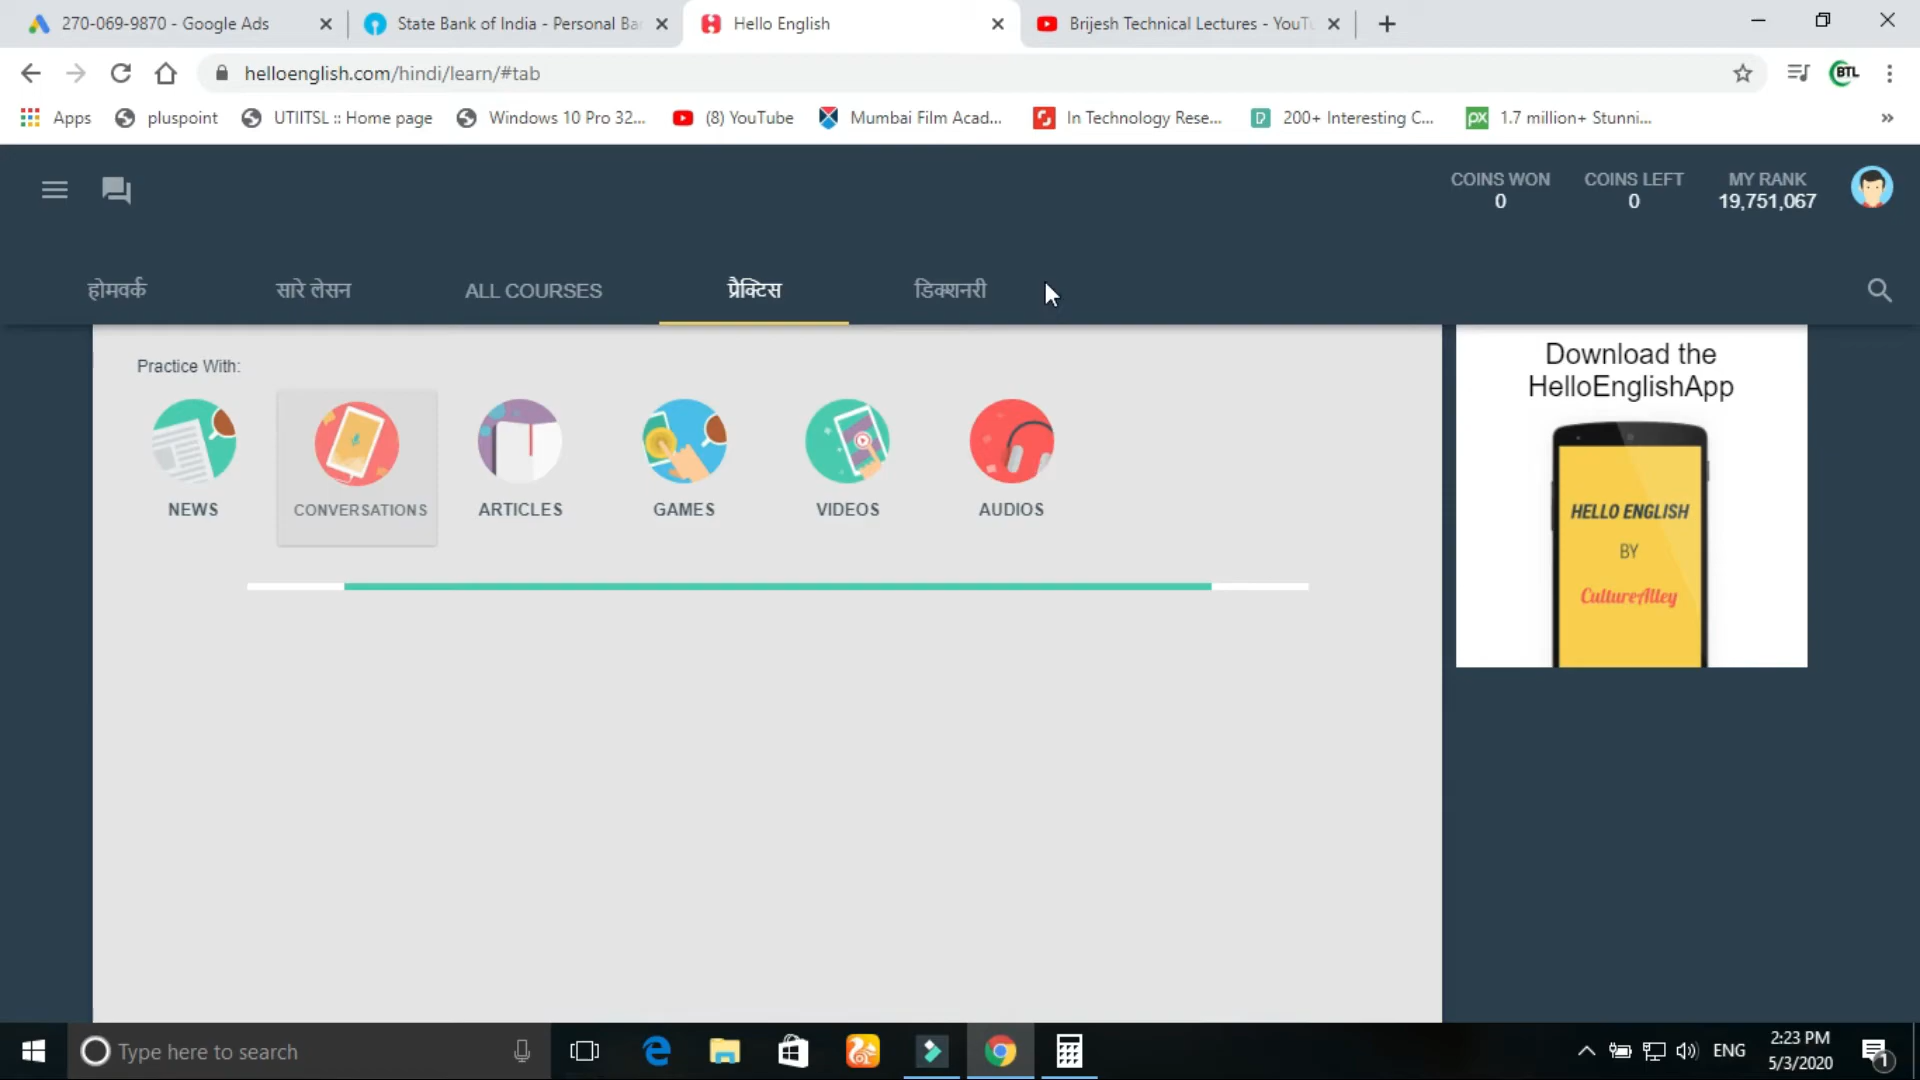 270-069-9870 - Google Ads
State Bank of India - Personal Ba
Hello English
Brijesh Technical Lectures - YouTu
helloenglish.com/hindi/learn/#tab
BTL
Apps
pluspoint
UTIITSL :: Home page
Windows 10 Pro 32...
(8) YouTube
Mumbai Film Acad...
In Technology Rese...
200+ Interesting C...
px
1.7 million+ Stunni...
»
COINS WON
0
COINS LEFT
0
MY RANK
19,751,067
होमवर्क
सारे लेसन
ALL COURSES
प्रैक्टिस
डिक्शनरी
Practice With:
NEWS
CONVERSATIONS
ARTICLES
GAMES
VIDEOS
AUDIOS
Download the
HelloEnglishApp
HELLO ENGLISH
BY
CultureAlley
Type here to search
ENG
2:23 PM
5/3/2020
1